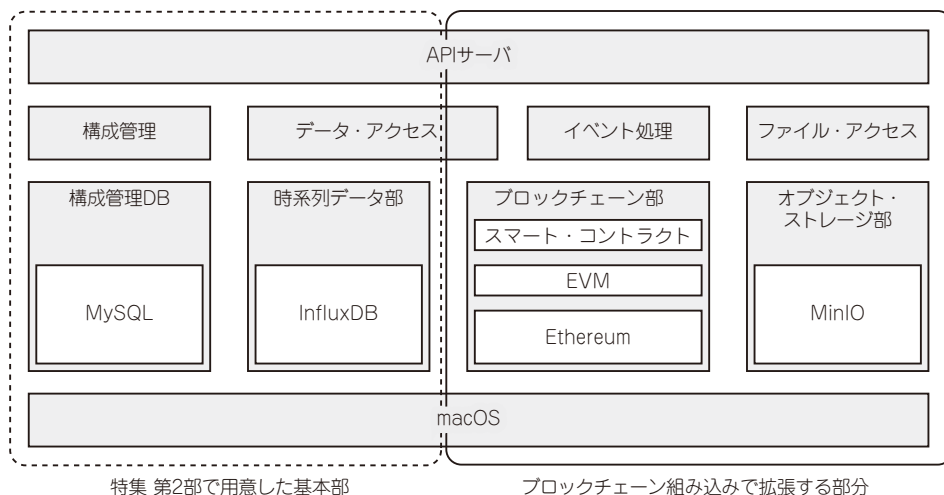 APIサーバ
構成管理
データ・アクセス
イベント処理
ファイル・アクセス
構成管理DB
MySQL
時系列データ部
InfluxDB
ブロックチェーン部
スマート・コントラクト
EVM
Ethereum
オブジェクト・
ストレージ部
MinIO
macOS
特集 第2部で用意した基本部
ブロックチェーン組み込みで拡張する部分